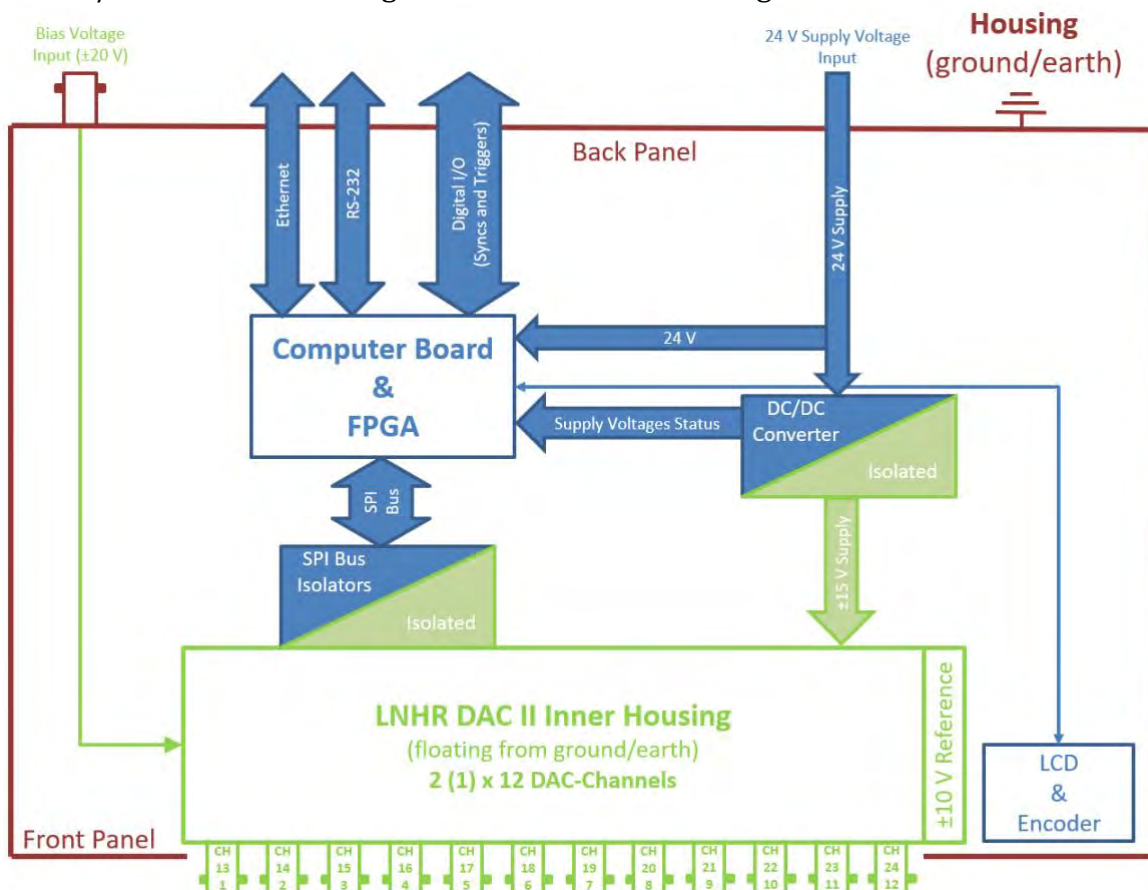 Bias Voltage
Input (±20 V)
24 V Supply Voltage
Input
Housing
(ground/earth)
Back Panel
Ethernet
RS-232
Digital I/O
(Syncs and Triggers)
24 V Supply
Computer Board
&
FPGA
24 V
Supply Voltages Status
DC/DC
Converter
Isolated
SPI
Bus
SPI Bus
Isolators
Isolated
±15 V Supply
LNHR DAC II Inner Housing
(floating from ground/earth)
2 (1) x 12 DAC-Channels
±10 V Reference
LCD
&
Encoder
Front Panel
CH
13
1
CH
14
2
CH
15
3
CH
16
4
CH
17
5
CH
18
6
CH
19
7
CH
20
8
CH
21
9
CH
22
10
CH
23
11
CH
24
12